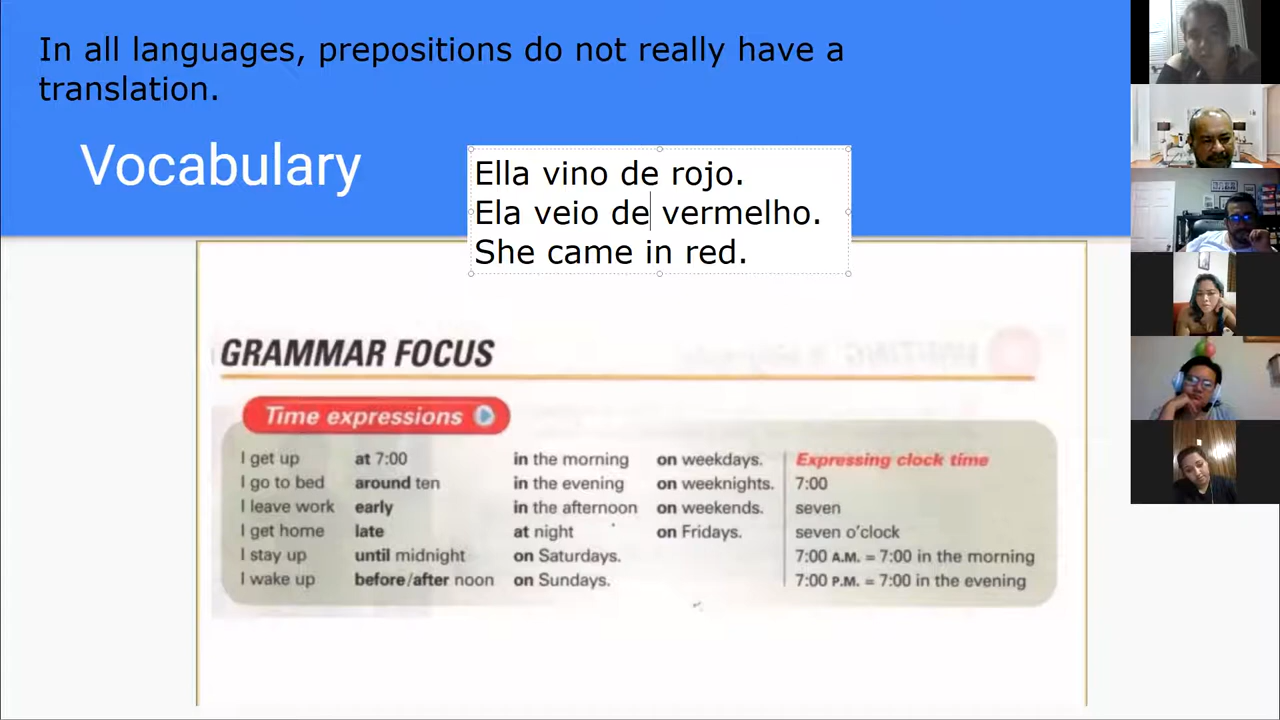 In all languages, prepositions do not really have a
translation.
Vocabulary
Ella vino de rojo.
Ela veio de vermelho.
She came in red.
GRAMMAR FOCUS
Time expressions
I get up at 7:00 in the morning on weekdays.
I go to bed around ten in the evening on weeknights.
I leave work early in the afternoon on weekends.
I get home late at night on Fridays.
I stay up until midnight on Saturdays.
I wake up before/after noon on Sundays.
Expressing clock time
7:00
seven
seven o'clock
7:00 A.M. = 7:00 in the morning
7:00 P.M. = 7:00 in the evening